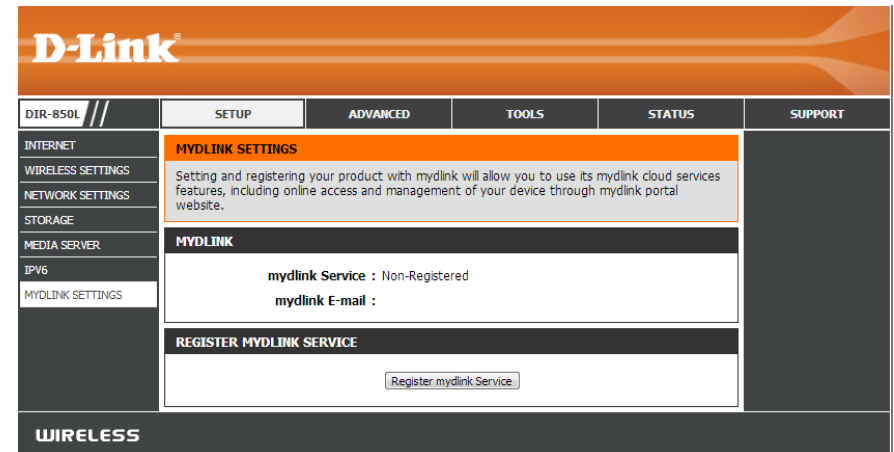 D-Link®
DIR-850L
SETUP
ADVANCED
TOOLS
STATUS
SUPPORT
INTERNET
WIRELESS SETTINGS
NETWORK SETTINGS
STORAGE
MEDIA SERVER
IPV6
MYDLINK SETTINGS
MYDLINK SETTINGS
Setting and registering your product with mydlink will allow you to use its mydlink cloud services
features, including online access and management of your device through mydlink portal
website.
MYDLINK
mydlink Service : Non-Registered
mydlink E-mail :
REGISTER MYDLINK SERVICE
Register mydlink Service
WIRELESS